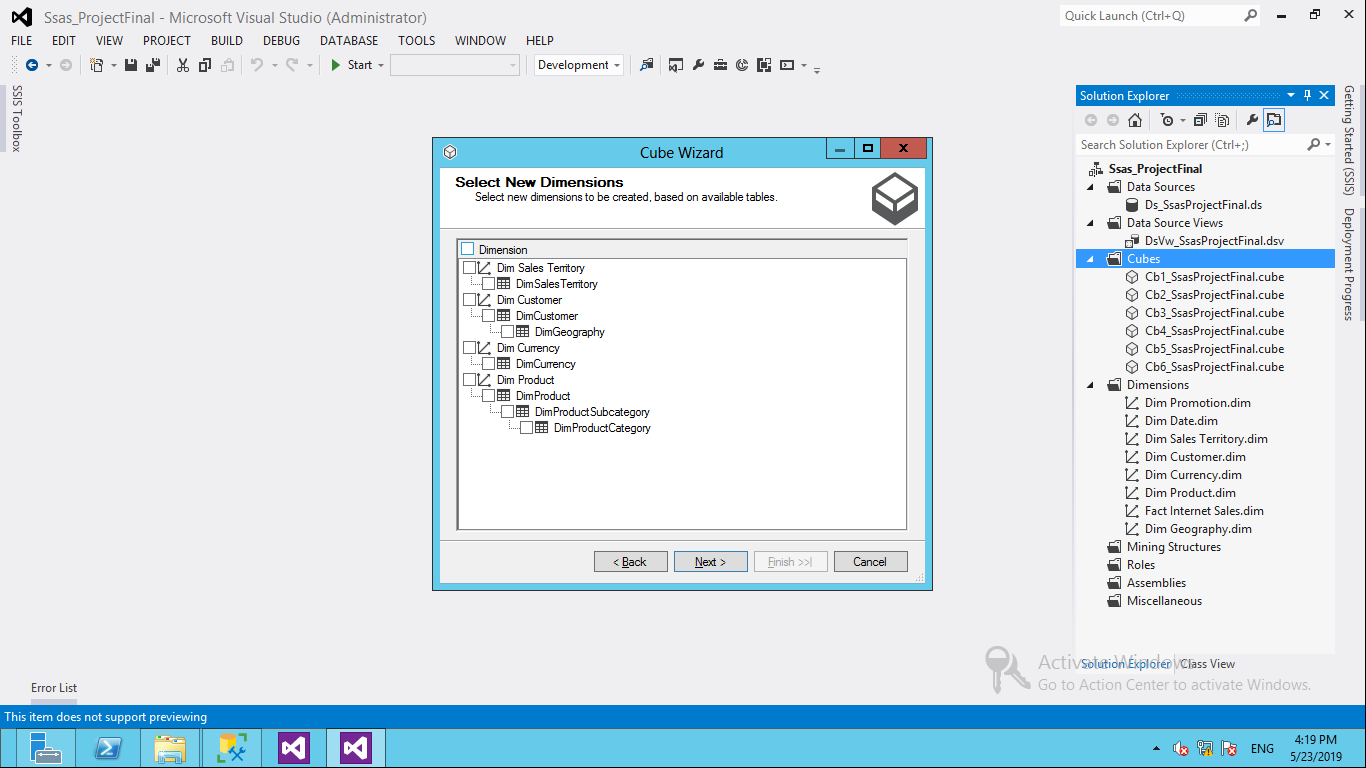 Ssas_ProjectFinal - Microsoft Visual Studio (Administrator)
Quick Launch (Ctrl+Q)
FILE EDIT VIEW PROJECT BUILD DEBUG DATABASE TOOLS WINDOW HELP
Start
Development
SSIS Toolbox
Cube Wizard
Select New Dimensions
Select new dimensions to be created, based on available tables.
Dimension
Dim Sales Territory
DimSalesTerritory
Dim Customer
DimCustomer
DimGeography
Dim Currency
DimCurrency
Dim Product
DimProduct
DimProductSubcategory
DimProductCategory
< Back Next > Finish >>| Cancel
Solution Explorer
Search Solution Explorer (Ctrl+;)
Ssas_ProjectFinal
Data Sources
Ds_SsasProjectFinal.ds
Data Source Views
DsVw_SsasProjectFinal.dsv
Cubes
Cb1_SsasProjectFinal.cube
Cb2_SsasProjectFinal.cube
Cb3_SsasProjectFinal.cube
Cb4_SsasProjectFinal.cube
Cb5_SsasProjectFinal.cube
Cb6_SsasProjectFinal.cube
Dimensions
Dim Promotion.dim
Dim Date.dim
Dim Sales Territory.dim
Dim Customer.dim
Dim Currency.dim
Dim Product.dim
Fact Internet Sales.dim
Dim Geography.dim
Mining Structures
Roles
Assemblies
Miscellaneous
Solution Explorer Class View
Getting Started (SSIS)
Deployment Progress
Activate Windows
Go to Action Center to activate Windows.
Error List
This item does not support previewing
ENG
4:19 PM
5/23/2019